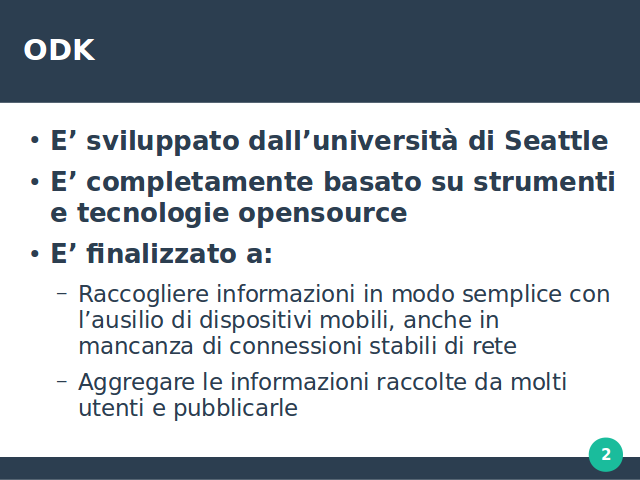 ODK
• E’ sviluppato dall’università di Seattle
• E’ completamente basato su strumenti
e tecnologie opensource
• E’ finalizzato a:
– Raccogliere informazioni in modo semplice con
l’ausilio di dispositivi mobili, anche in
mancanza di connessioni stabili di rete
– Aggregare le informazioni raccolte da molti
utenti e pubblicarle
2